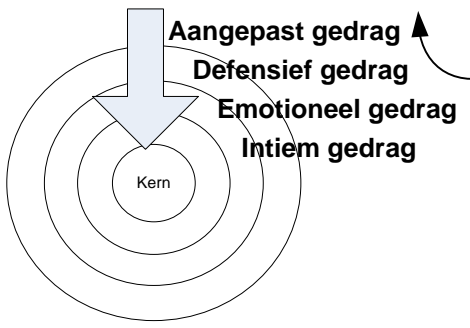 Aangepast gedrag
Defensief gedrag
Emotioneel gedrag
Intiem gedrag
Kern